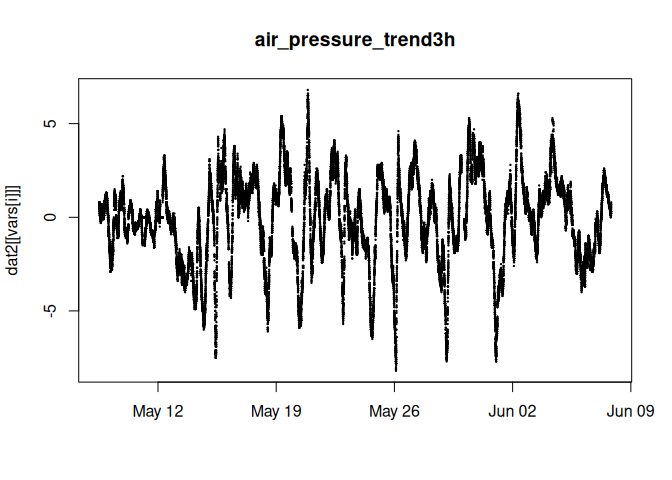 air_pressure_trend3h
dat2[[vars[i]]]
5
0
-5
May 12
May 19
May 26
Jun 02
Jun 09